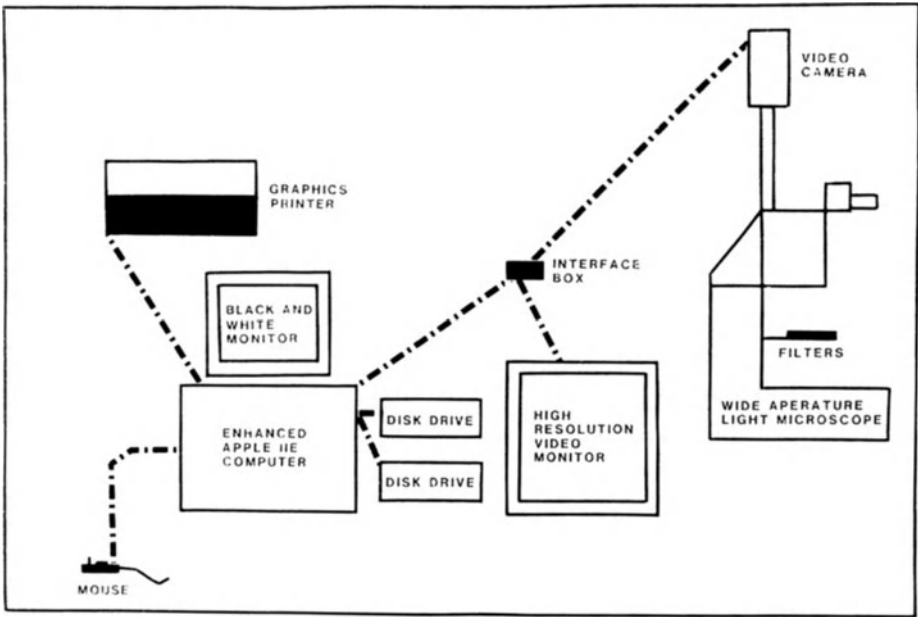 VIDEO
CAMERA
GRAPHICS
PRINTER
INTERFACE
BOX
BLACK AND
WHITE
MONITOR
FILTERS
WIDE APERATURE
LIGHT MICROSCOPE
ENHANCED
APPLE IIE
COMPUTER
DISK DRIVE
DISK DRIVE
HIGH
RESOLUTION
VIDEO
MONITOR
MOUSE